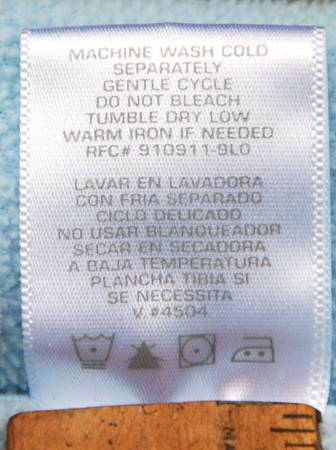 MACHINE WASH COLD
SEPARATELY
GENTLE CYCLE
DO NOT BLEACH
TUMBLE DRY LOW
WARM IRON IF NEEDED
RFC# 910911-9L0
LAVAR EN LAVADORA
CON FRIA SEPARADO
CICLO DELICADO
NO USAR BLANQUEADOR
SECAR EN SECADORA
A BAJA TEMPERATURA
PLANCHA TIBIA SI
SE NECESSITA
V.#4504